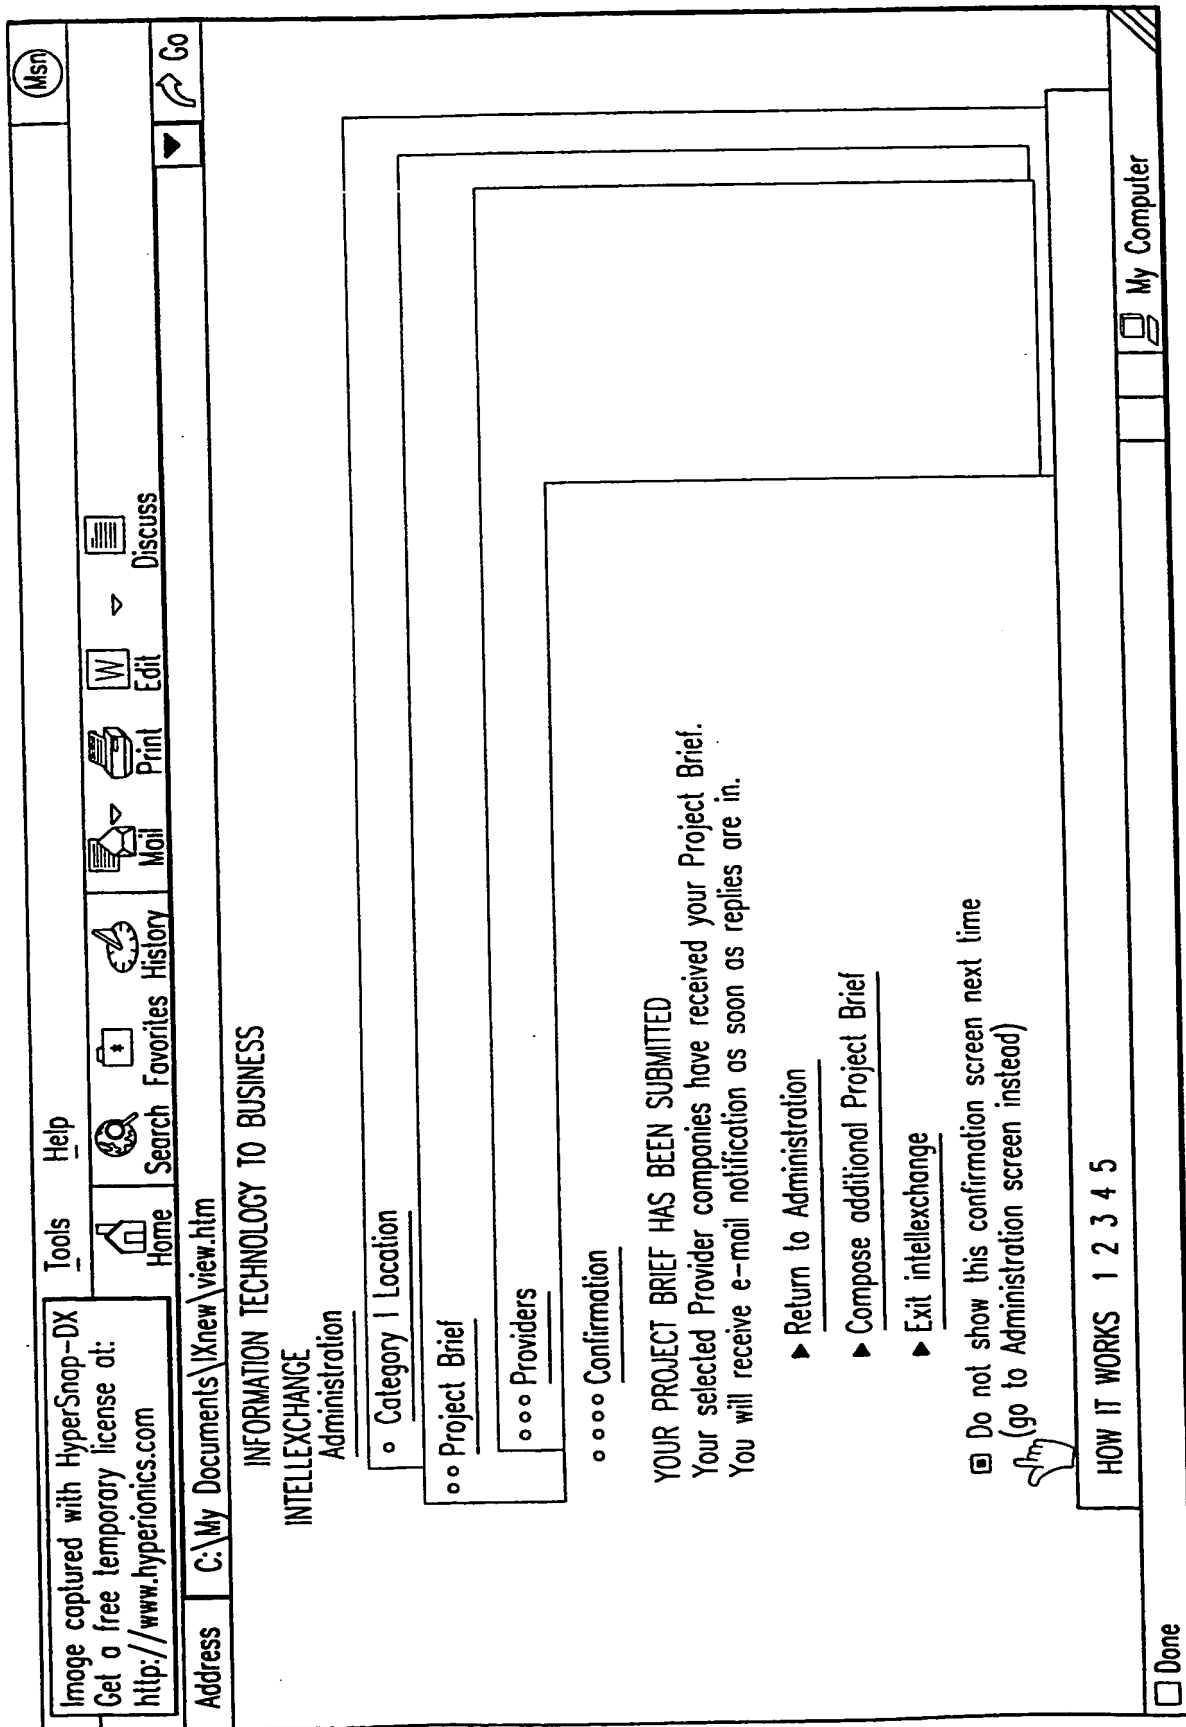 Image captured with HyperSnap-DX
Get a free temporary license at:
http://www.hyperionics.com
Tools Help
Msn
Home Search Favorites History Mail Print Edit Discuss
W
Address C:\My Documents\IXnew\view.htm Go
INFORMATION TECHNOLOGY TO BUSINESS
INTELLEXCHANGE
Administration
Category | Location
Project Brief
Providers
Confirmation
YOUR PROJECT BRIEF HAS BEEN SUBMITTED
Your selected Provider companies have received your Project Brief.
You will receive e-mail notification as soon as replies are in.
Return to Administration
Compose additional Project Brief
Exit intellexchange
Do not show this confirmation screen next time
(go to Administration screen instead)
HOW IT WORKS 1 2 3 4 5
Done My Computer